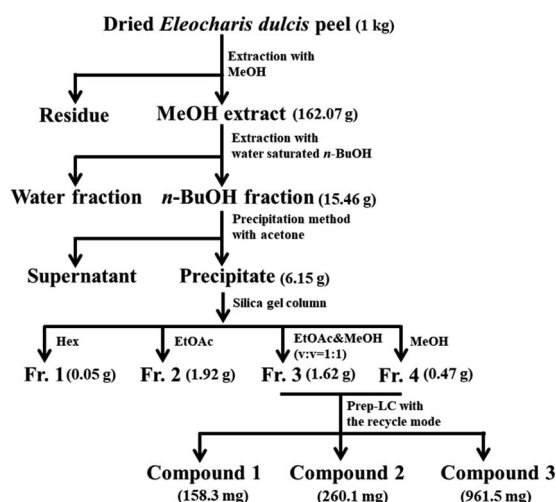 Dried Eleocharis dulcis peel (1 kg)
Extraction with
MeOH
Residue
MeOH extract (162.07 g)
Extraction with
water saturated n-BuOH
Water fraction
n-BuOH fraction (15.46 g)
Precipitation method
with acetone
Supernatant
Precipitate (6.15 g)
Silica gel column
Hex
EtOAc
EtOAc&MeOH
(v:v=1:1)
MeOH
Fr. 1 (0.05 g)
Fr. 2 (1.92 g)
Fr. 3 (1.62 g)
Fr. 4 (0.47 g)
Prep-LC with
the recycle mode
Compound 1
(158.3 mg)
Compound 2
(260.1 mg)
Compound 3
(961.5 mg)